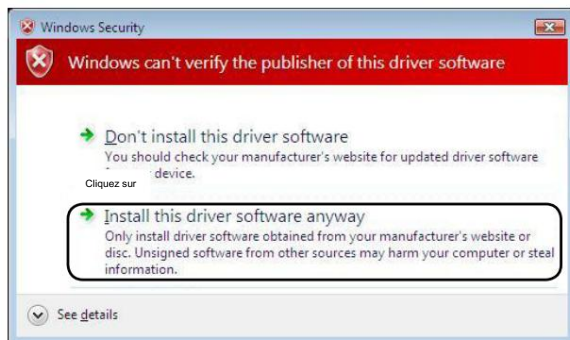 Windows Security
Windows can't verify the publisher of this driver software
Don't install this driver software
You should check your manufacturer's website for updated driver software
device.
Cliquez sur
Install this driver software anyway
Only install driver software obtained from your manufacturer's website or
disc. Unsigned software from other sources may harm your computer or steal
information.
See details